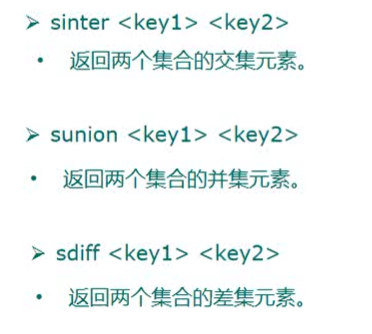 ➢ sinter <key1> <key2>
• 返回两个集合的交集元素。
➢ sunion <key1> <key2>
• 返回两个集合的并集元素。
➢ sdiff <key1> <key2>
• 返回两个集合的差集元素。